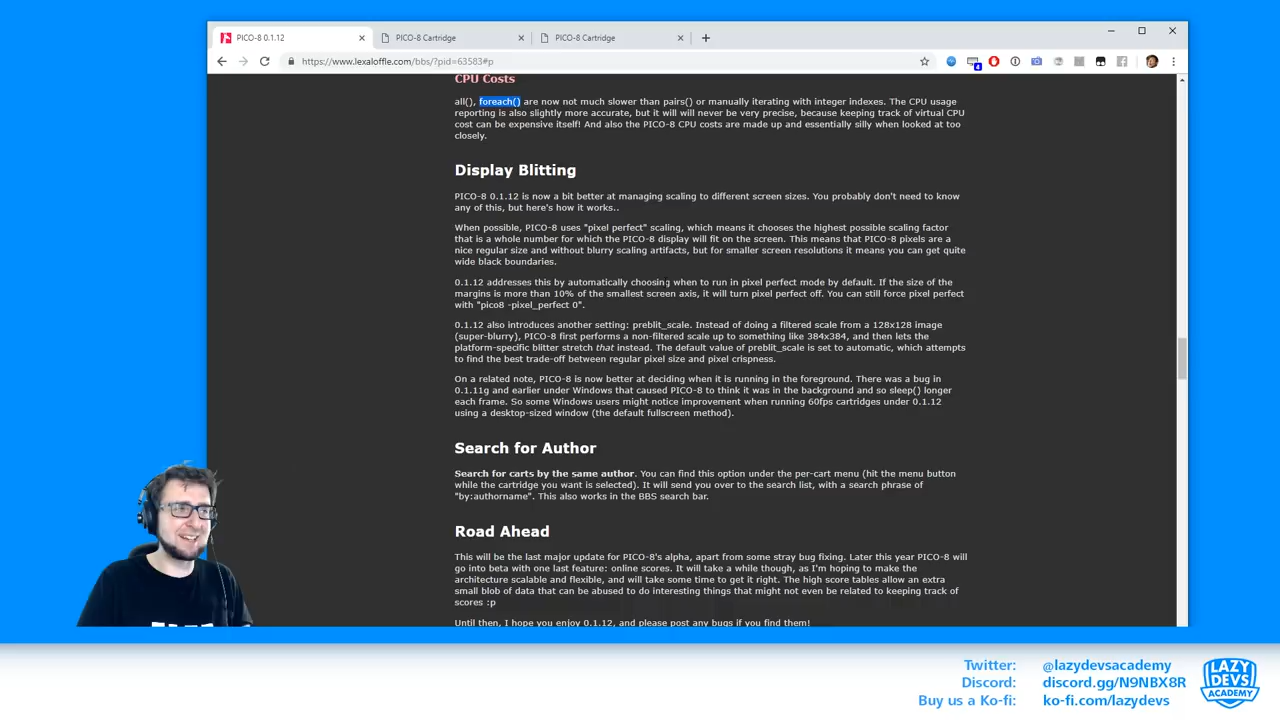 PICO-8 0.1.12
PICO-8 Cartridge
PICO-8 Cartridge
https://www.lexaloffle.com/bbs/?pid=63583#p
CPU Costs
all(), foreach() are now not much slower than pairs() or manually iterating with integer indexes. The CPU usage
reporting is also slightly more accurate, but it will will never be very precise, because keeping track of virtual CPU
cost can be expensive itself! And also the PICO-8 CPU costs are made up and essentially silly when looked at too
closely.
Display Blitting
PICO-8 0.1.12 is now a bit better at managing scaling to different screen sizes. You probably don't need to know
any of this, but here's how it works..
When possible, PICO-8 uses "pixel perfect" scaling, which means it chooses the highest possible scaling factor
that is a whole number for which the PICO-8 display will fit on the screen. This means that PICO-8 pixels are a
nice regular size and without blurry scaling artifacts, but for smaller screen resolutions it means you can get quite
wide black boundaries.
0.1.12 addresses this by automatically choosing when to run in pixel perfect mode by default. If the size of the
margins is more than 10% of the smallest screen axis, it will turn pixel perfect off. You can still force pixel perfect
with "pico8 -pixel_perfect 0".
0.1.12 also introduces another setting: preblit_scale. Instead of doing a filtered scale from a 128x128 image
(super-blurry), PICO-8 first performs a non-filtered scale up to something like 384x384, and then lets the
platform-specific blitter stretch that instead. The default value of preblit_scale is set to automatic, which attempts
to find the best trade-off between regular pixel size and pixel crispness.
On a related note, PICO-8 is now better at deciding when it is running in the foreground. There was a bug in
0.1.11g and earlier under Windows that caused PICO-8 to think it was in the background and so sleep() longer
each frame. So some Windows users might notice improvement when running 60fps cartridges under 0.1.12
using a desktop-sized window (the default fullscreen method).
Search for Author
Search for carts by the same author. You can find this option under the per-cart menu (hit the menu button
while the cartridge you want is selected). It will send you over to the search list, with a search phrase of
"by:authorname". This also works in the BBS search bar.
Road Ahead
This will be the last major update for PICO-8's alpha, apart from some stray bug fixing. Later this year PICO-8 will
go into beta with one last feature: online scores. It will take a while though, as I'm hoping to make the
architecture scalable and flexible, and will take some time to get it right. The high score tables allow an extra
small blob of data that can be abused to do interesting things that might not even be related to keeping track of
scores :p
Until then, I hope you enjoy 0.1.12, and please post any bugs if you find them!
Twitter: @lazydevsacademy
Discord: discord.gg/N9NBX8R
Buy us a Ko-fi: ko-fi.com/lazydevs
LAZY
DEVS
ACADEMY